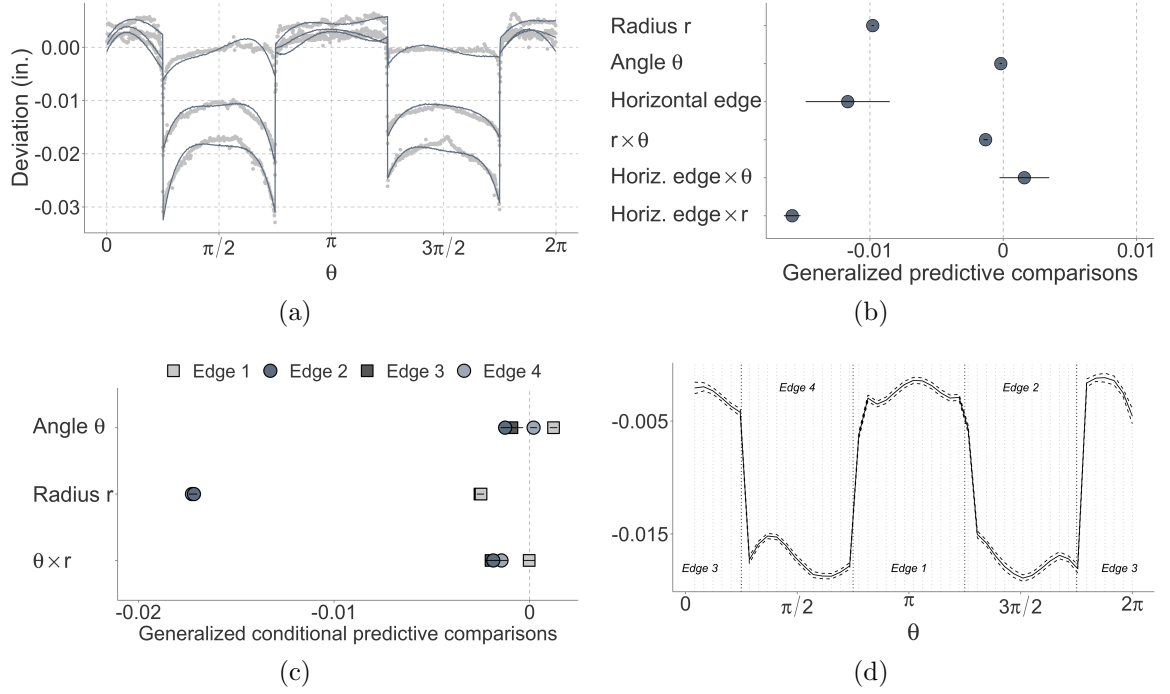 0.00
-0.01
-0.02
-0.03
Deviation (in.)
0 π/2 π 3π/2 2π
θ
(a)
Radius r
Angle θ
Horizontal edge
r×θ
Horiz. edge×θ
Horiz. edge×r
-0.01 0 0.01
Generalized predictive comparisons
(b)
Edge 1 Edge 2 Edge 3 Edge 4
Angle θ
Radius r
θ×r
-0.02 -0.01 0
Generalized conditional predictive comparisons
(c)
Edge 4 Edge 2
-0.005
-0.015
Edge 3 Edge 1 Edge 3
0 π/2 π 3π/2 2π
θ
(d)